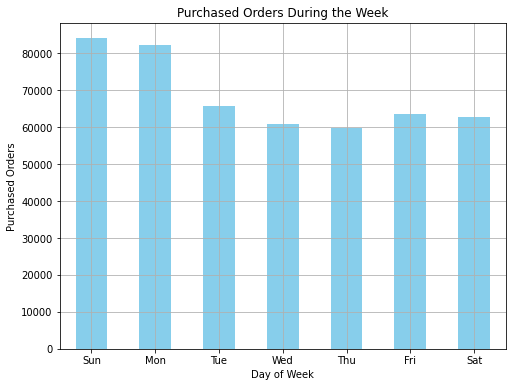 Purchased Orders During the Week
Purchased Orders
80000
70000
60000
50000
40000
30000
20000
10000
0
Sun Mon Tue Wed Thu Fri Sat
Day of Week